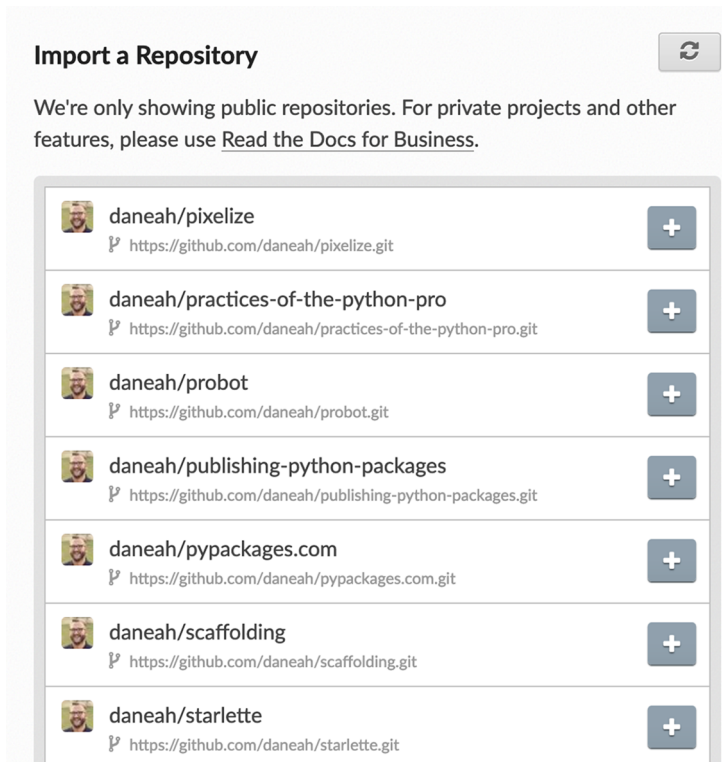 Import a Repository
We're only showing public repositories. For private projects and other
features, please use Read the Docs for Business.
daneah/pixelize
https://github.com/daneah/pixelize.git
daneah/practices-of-the-python-pro
https://github.com/daneah/practices-of-the-python-pro.git
daneah/probot
https://github.com/daneah/probot.git
daneah/publishing-python-packages
https://github.com/daneah/publishing-python-packages.git
daneah/pypackages.com
https://github.com/daneah/pypackages.com.git
daneah/scaffolding
https://github.com/daneah/scaffolding.git
daneah/starlette
https://github.com/daneah/starlette.git